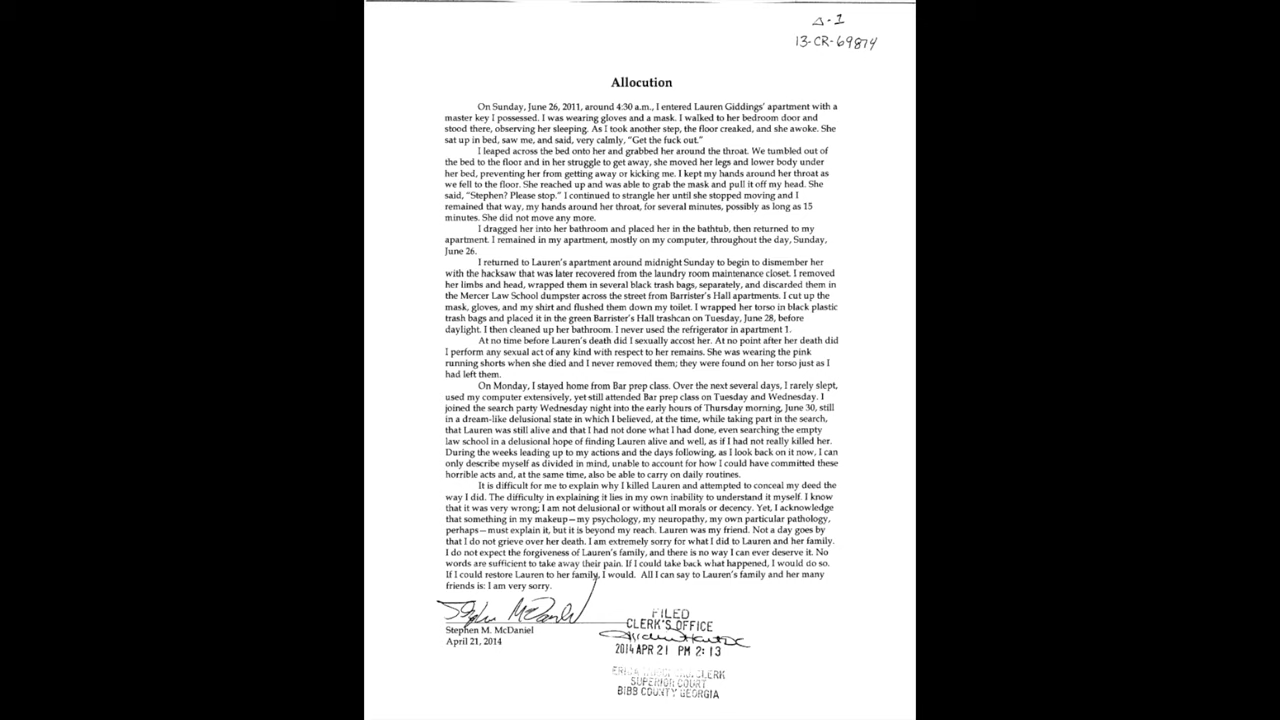 Δ-1
13-CR-69874
Allocution
On Sunday, June 26, 2011, around 4:30 a.m., I entered Lauren Giddings' apartment with a
master key I possessed. I was wearing gloves and a mask. I walked to her bedroom door and
stood there, observing her sleeping. As I took another step, the floor creaked, and she awoke. She
sat up in bed, saw me, and said, very calmly, "Get the fuck out."
I leaped across the bed onto her and grabbed her around the throat. We tumbled out of
the bed to the floor and in her struggle to get away, she moved her legs and lower body under
her bed, preventing her from getting away or kicking me. I kept my hands around her throat as
we fell to the floor. She reached up and was able to grab the mask and pull it off my head. She
said, "Stephen? Please stop." I continued to strangle her until she stopped moving and I
remained that way, my hands around her throat, for several minutes, possibly as long as 15
minutes. She did not move any more.
I dragged her into her bathroom and placed her in the bathtub, then returned to my
apartment. I remained in my apartment, mostly on my computer, throughout the day, Sunday,
June 26.
I returned to Lauren's apartment around midnight Sunday to begin to dismember her
with the hacksaw that was later recovered from the laundry room maintenance closet. I removed
her limbs and head, wrapped them in several black trash bags, separately, and discarded them in
the Mercer Law School dumpster across the street from Barrister's Hall apartments. I cut up the
mask, gloves, and my shirt and flushed them down my toilet. I wrapped her torso in black plastic
trash bags and placed it in the green Barrister's Hall trashcan on Tuesday, June 28, before
daylight. I then cleaned up her bathroom. I never used the refrigerator in apartment 1.
At no time before Lauren's death did I sexually accost her. At no point after her death did
I perform any sexual act of any kind with respect to her remains. She was wearing the pink
running shorts when she died and I never removed them; they were found on her torso just as I
had left them.
On Monday, I stayed home from Bar prep class. Over the next several days, I rarely slept,
used my computer extensively, yet still attended Bar prep class on Tuesday and Wednesday. I
joined the search party Wednesday night into the early hours of Thursday morning, June 30, still
in a dream-like delusional state in which I believed, at the time, while taking part in the search,
that Lauren was still alive and that I had not done what I had done, even searching the empty
law school in a delusional hope of finding Lauren alive and well, as if I had not really killed her.
During the weeks leading up to my actions and the days following, as I look back on it now, I can
only describe myself as divided in mind, unable to account for how I could have committed these
horrible acts and, at the same time, also be able to carry on daily routines.
It is difficult for me to explain why I killed Lauren and attempted to conceal my deed the
way I did. The difficulty in explaining it lies in my own inability to understand it myself. I know
that it was very wrong; I am not delusional or without all morals or decency. Yet, I acknowledge
that something in my makeup—my psychology, my neuropathy, my own particular pathology,
perhaps—must explain it, but it is beyond my reach. Lauren was my friend. Not a day goes by
that I do not grieve over her death. I am extremely sorry for what I did to Lauren and her family.
I do not expect the forgiveness of Lauren's family, and there is no way I can ever deserve it. No
words are sufficient to take away their pain. If I could take back what happened, I would do so.
If I could restore Lauren to her family, I would. All I can say to Lauren's family and her many
friends is: I am very sorry.
Stephen McDaniel
Stephen M. McDaniel
April 21, 2014
FILED
CLERK'S OFFICE
2014 APR 21 PM 2:13
CLERK
SUPERIOR COURT
BIBB COUNTY GEORGIA